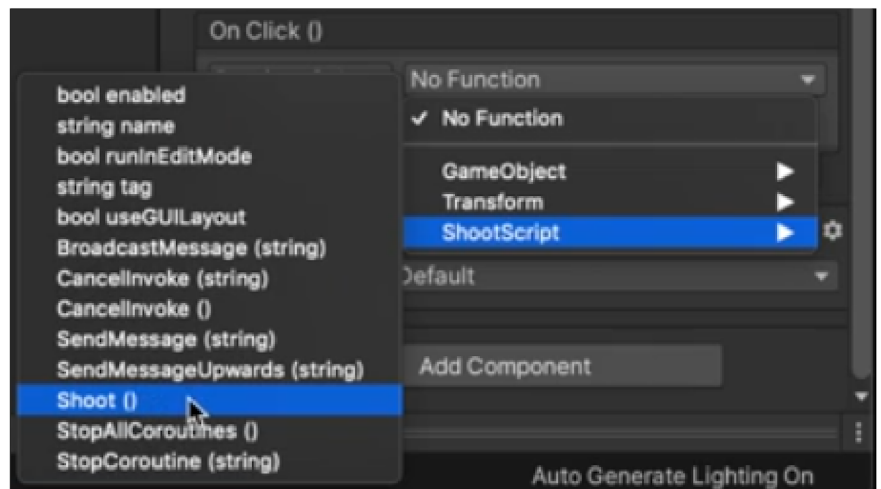 On Click ()
No Function
No Function
GameObject
Transform
ShootScript
bool enabled
string name
bool runInEditMode
string tag
bool useGUILayout
BroadcastMessage (string)
CancelInvoke (string)
CancelInvoke ()
SendMessage (string)
SendMessageUpwards (string)
Shoot ()
StopAllCoroutines ()
StopCoroutine (string)
Default
Add Component
Auto Generate Lighting On